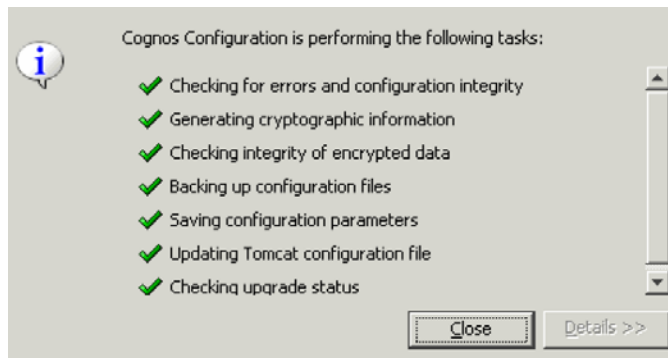 Cognos Configuration is performing the following tasks:
Checking for errors and configuration integrity
Generating cryptographic information
Checking integrity of encrypted data
Backing up configuration files
Saving configuration parameters
Updating Tomcat configuration file
Checking upgrade status
Close
Details >>